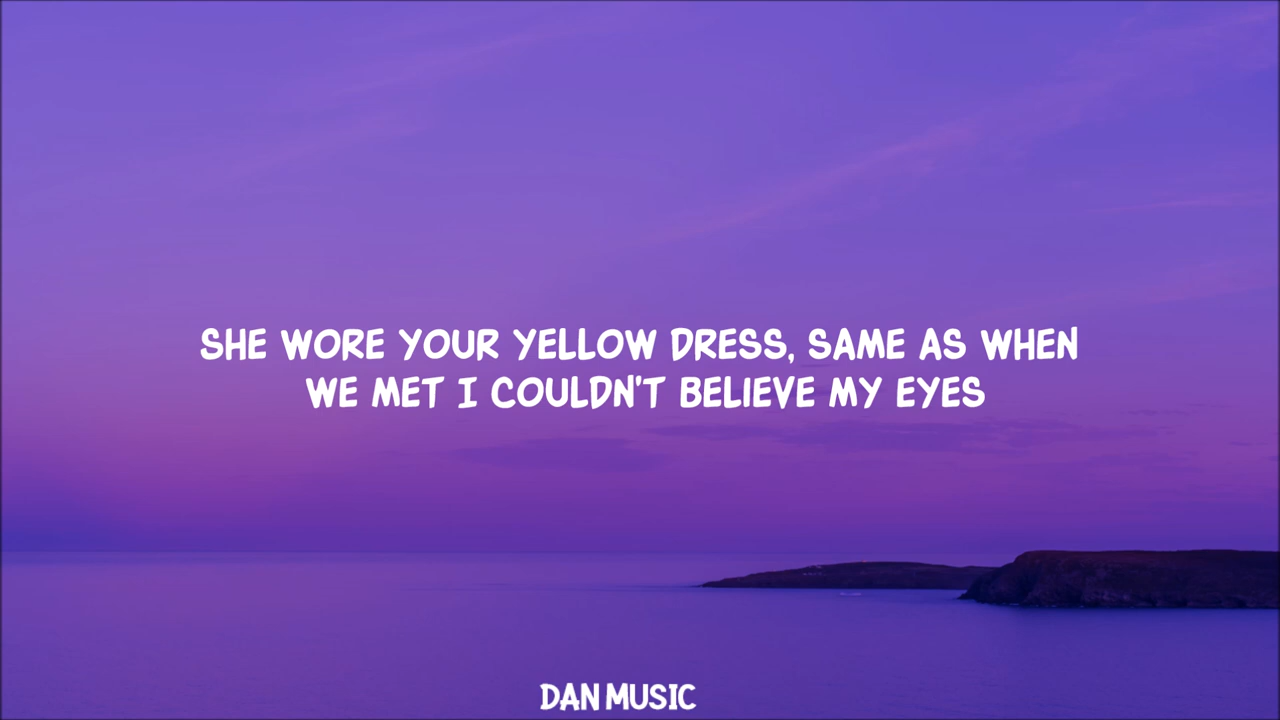 SHE WORE YOUR YELLOW DRESS, SAME AS WHEN
WE MET I COULDN'T BELIEVE MY EYES
DAN MUSIC